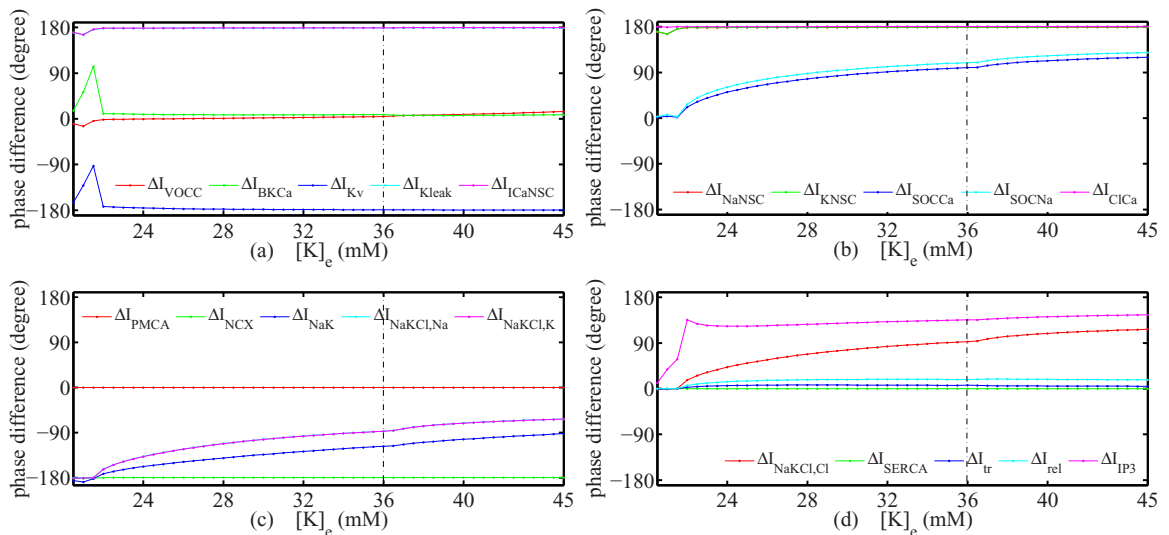 180
90
0
−90
−180
phase difference (degree)
ΔI_VOCC ΔI_BKCa ΔI_Kv ΔI_Kleak ΔI_ICaNSC
24 28 32 36 40 45
(a) [K]_e (mM)
180
90
0
−90
−180
phase difference (degree)
ΔI_NaNSC ΔI_KNSC ΔI_SOCCa ΔI_SOCNa ΔI_ClCa
24 28 32 36 40 45
(b) [K]_e (mM)
180
90
0
−90
−180
phase difference (degree)
ΔI_PMCA ΔI_NCX ΔI_NaK ΔI_NaKCl,Na ΔI_NaKCl,K
24 28 32 36 40 45
(c) [K]_e (mM)
180
90
0
−90
−180
phase difference (degree)
ΔI_NaKCl,Cl ΔI_SERCA ΔI_tr ΔI_rel ΔI_IP3
24 28 32 36 40 45
(d) [K]_e (mM)